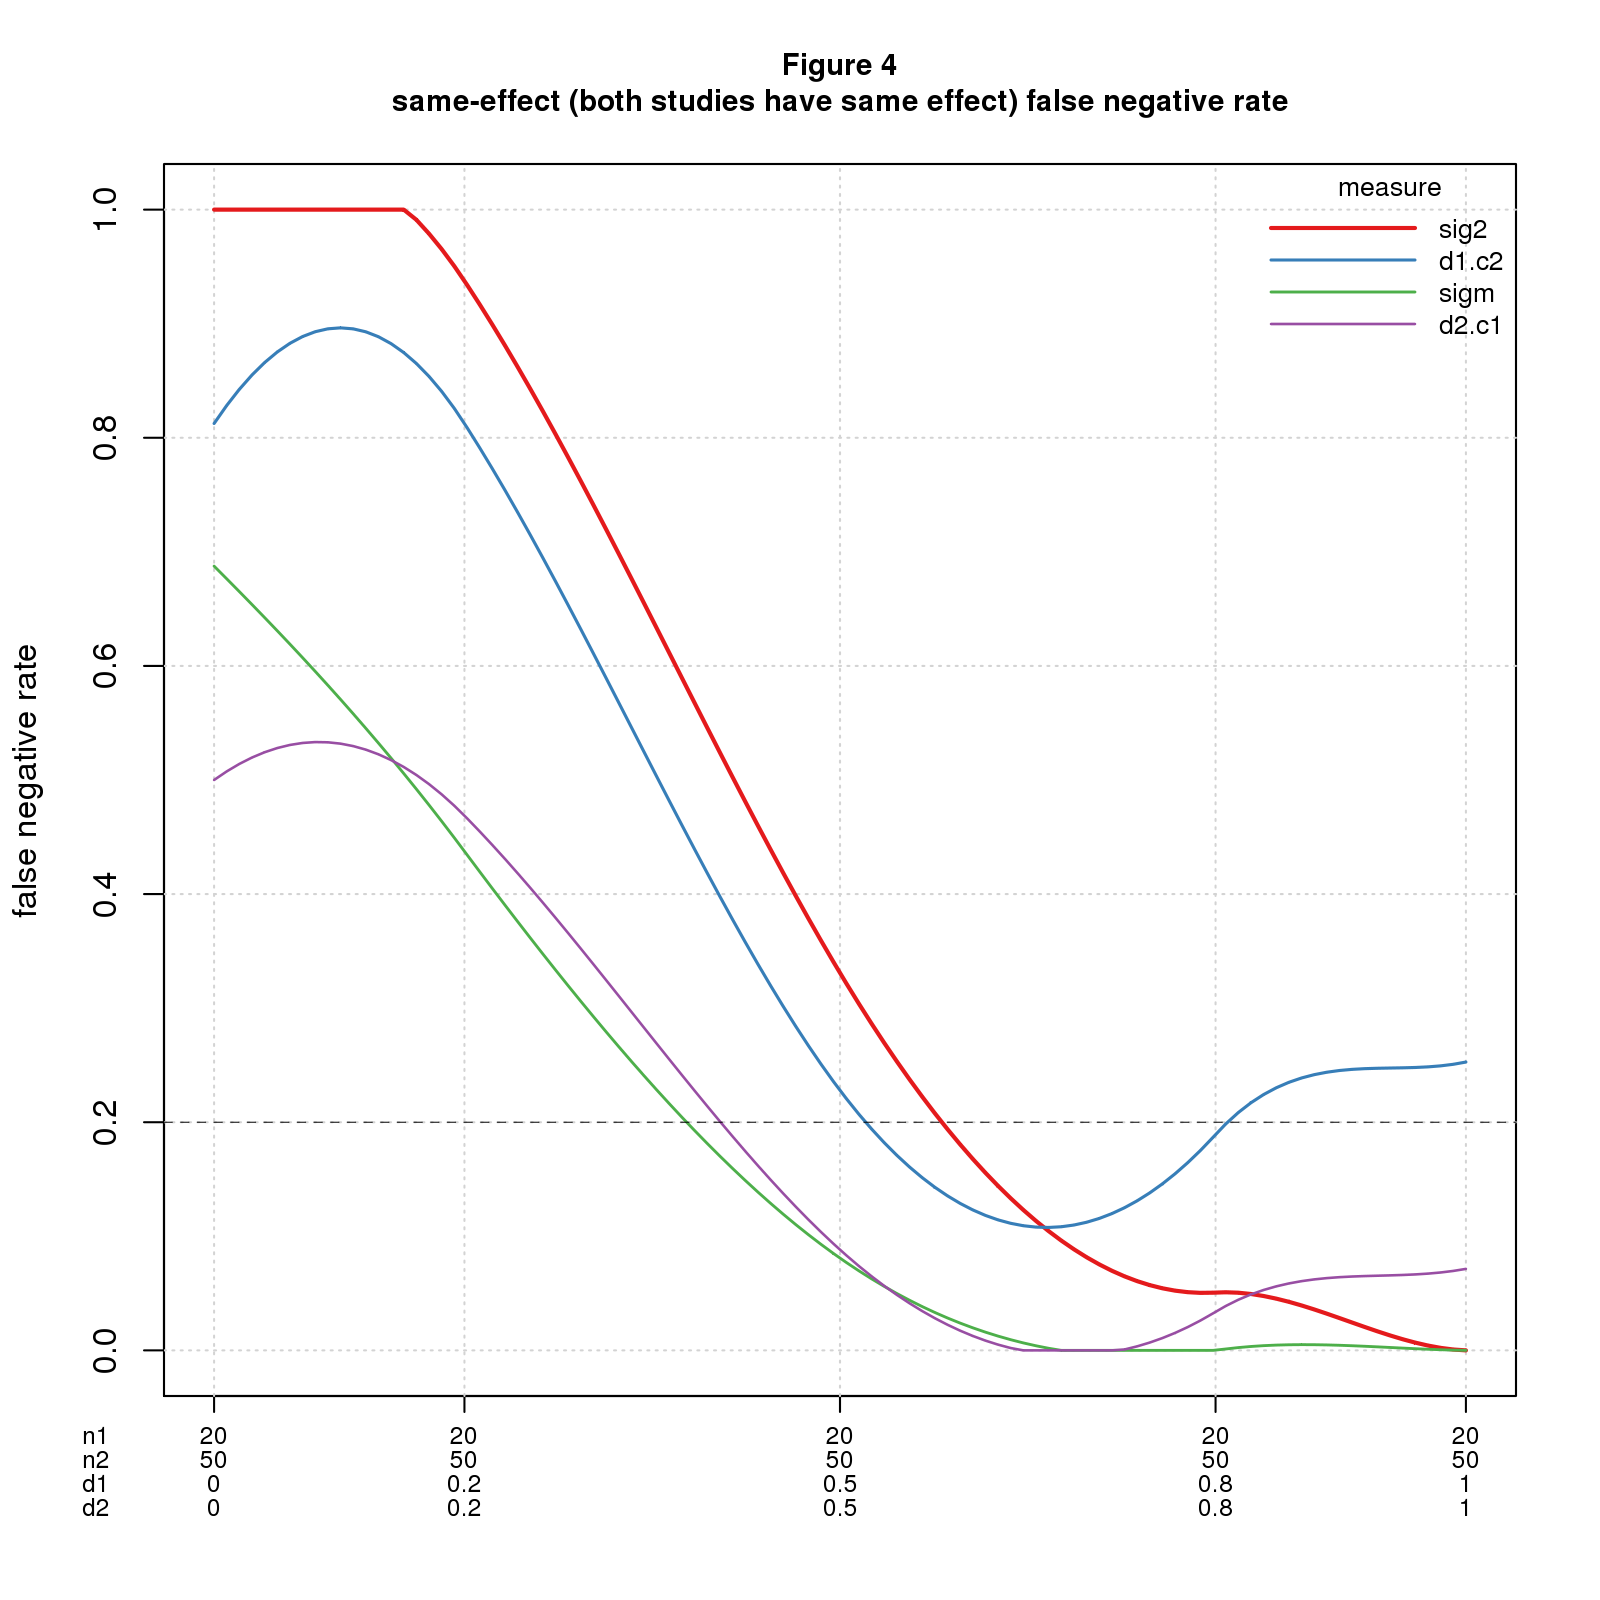 Figure 4
same-effect (both studies have same effect) false negative rate
measure
sig2
d1.c2
sigm
d2.c1
false negative rate
1.0
0.8
0.6
0.4
0.2
0.0
n1 20 20 20 20 20
n2 50 50 50 50 50
d1 0 0.2 0.5 0.8 1
d2 0 0.2 0.5 0.8 1